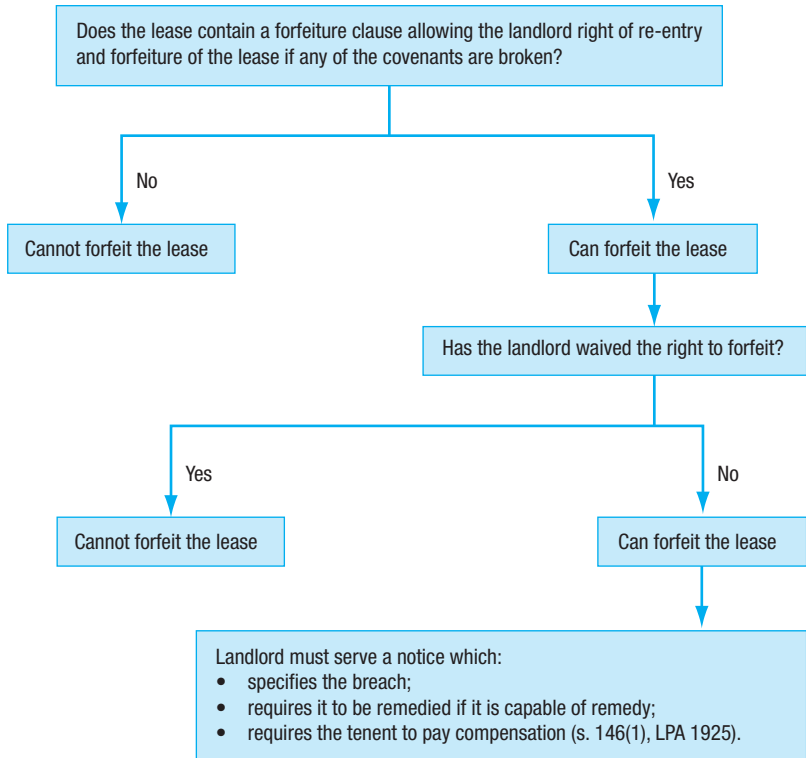 Does the lease contain a forfeiture clause allowing the landlord right of re-entry
and forfeiture of the lease if any of the covenants are broken?
No
Yes
Cannot forfeit the lease
Can forfeit the lease
Has the landlord waived the right to forfeit?
Yes
No
Cannot forfeit the lease
Can forfeit the lease
Landlord must serve a notice which:
• specifies the breach;
• requires it to be remedied if it is capable of remedy;
• requires the tenent to pay compensation (s. 146(1), LPA 1925).